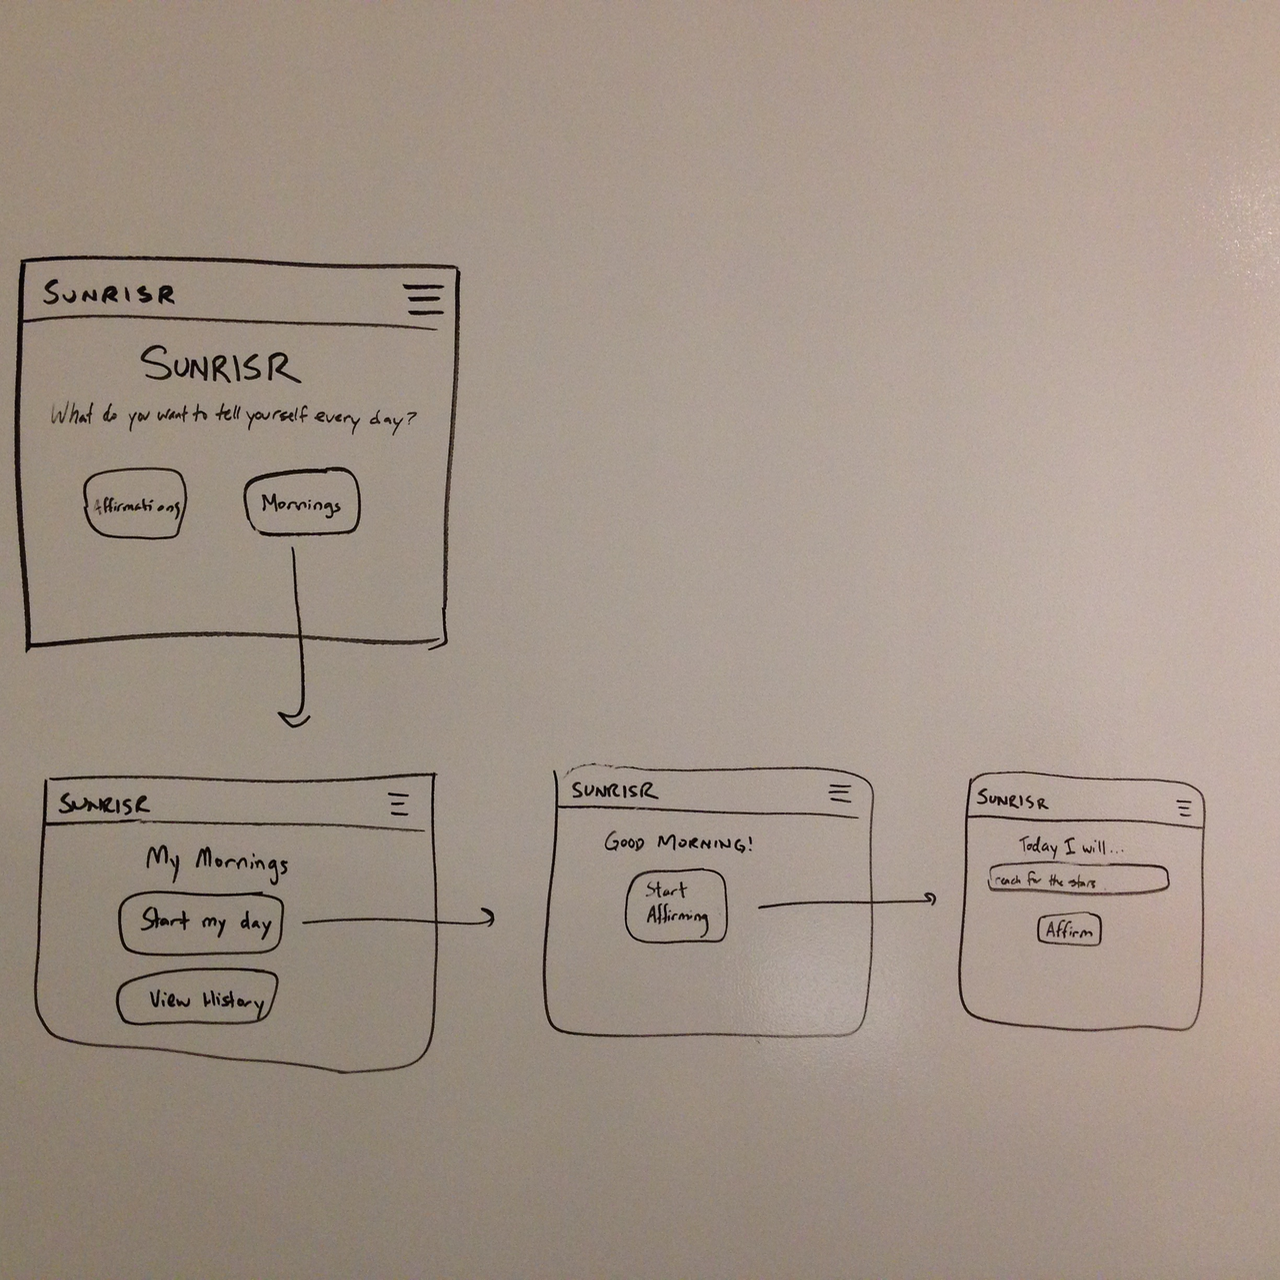 SUNRISR
SUNRISR
What do you want to tell yourself every day?
Affirmations
Mornings
SUNRISR
My Mornings
Start my day
View History
SUNRISR
GOOD MORNING!
Start
Affirming
SUNRISR
Today I will...
reach for the stars
Affirm